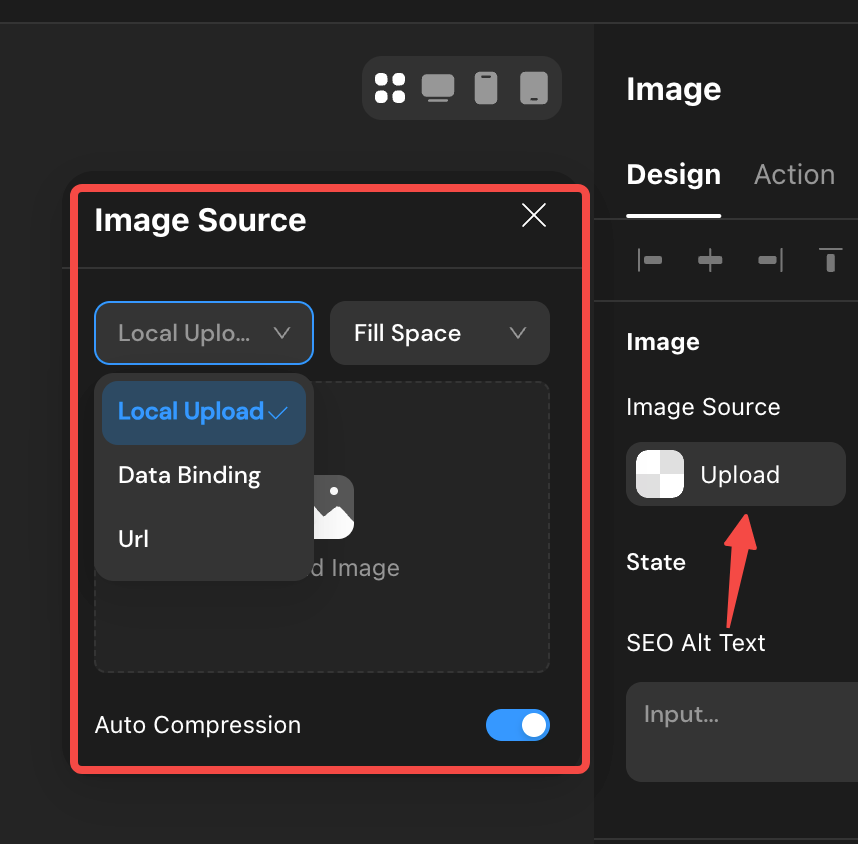 Image
Design
Action
Image Source
Local Uplo...
Fill Space
Local Upload
Data Binding
Url
d Image
Auto Compression
Image
Image Source
Upload
State
SEO Alt Text
Input...